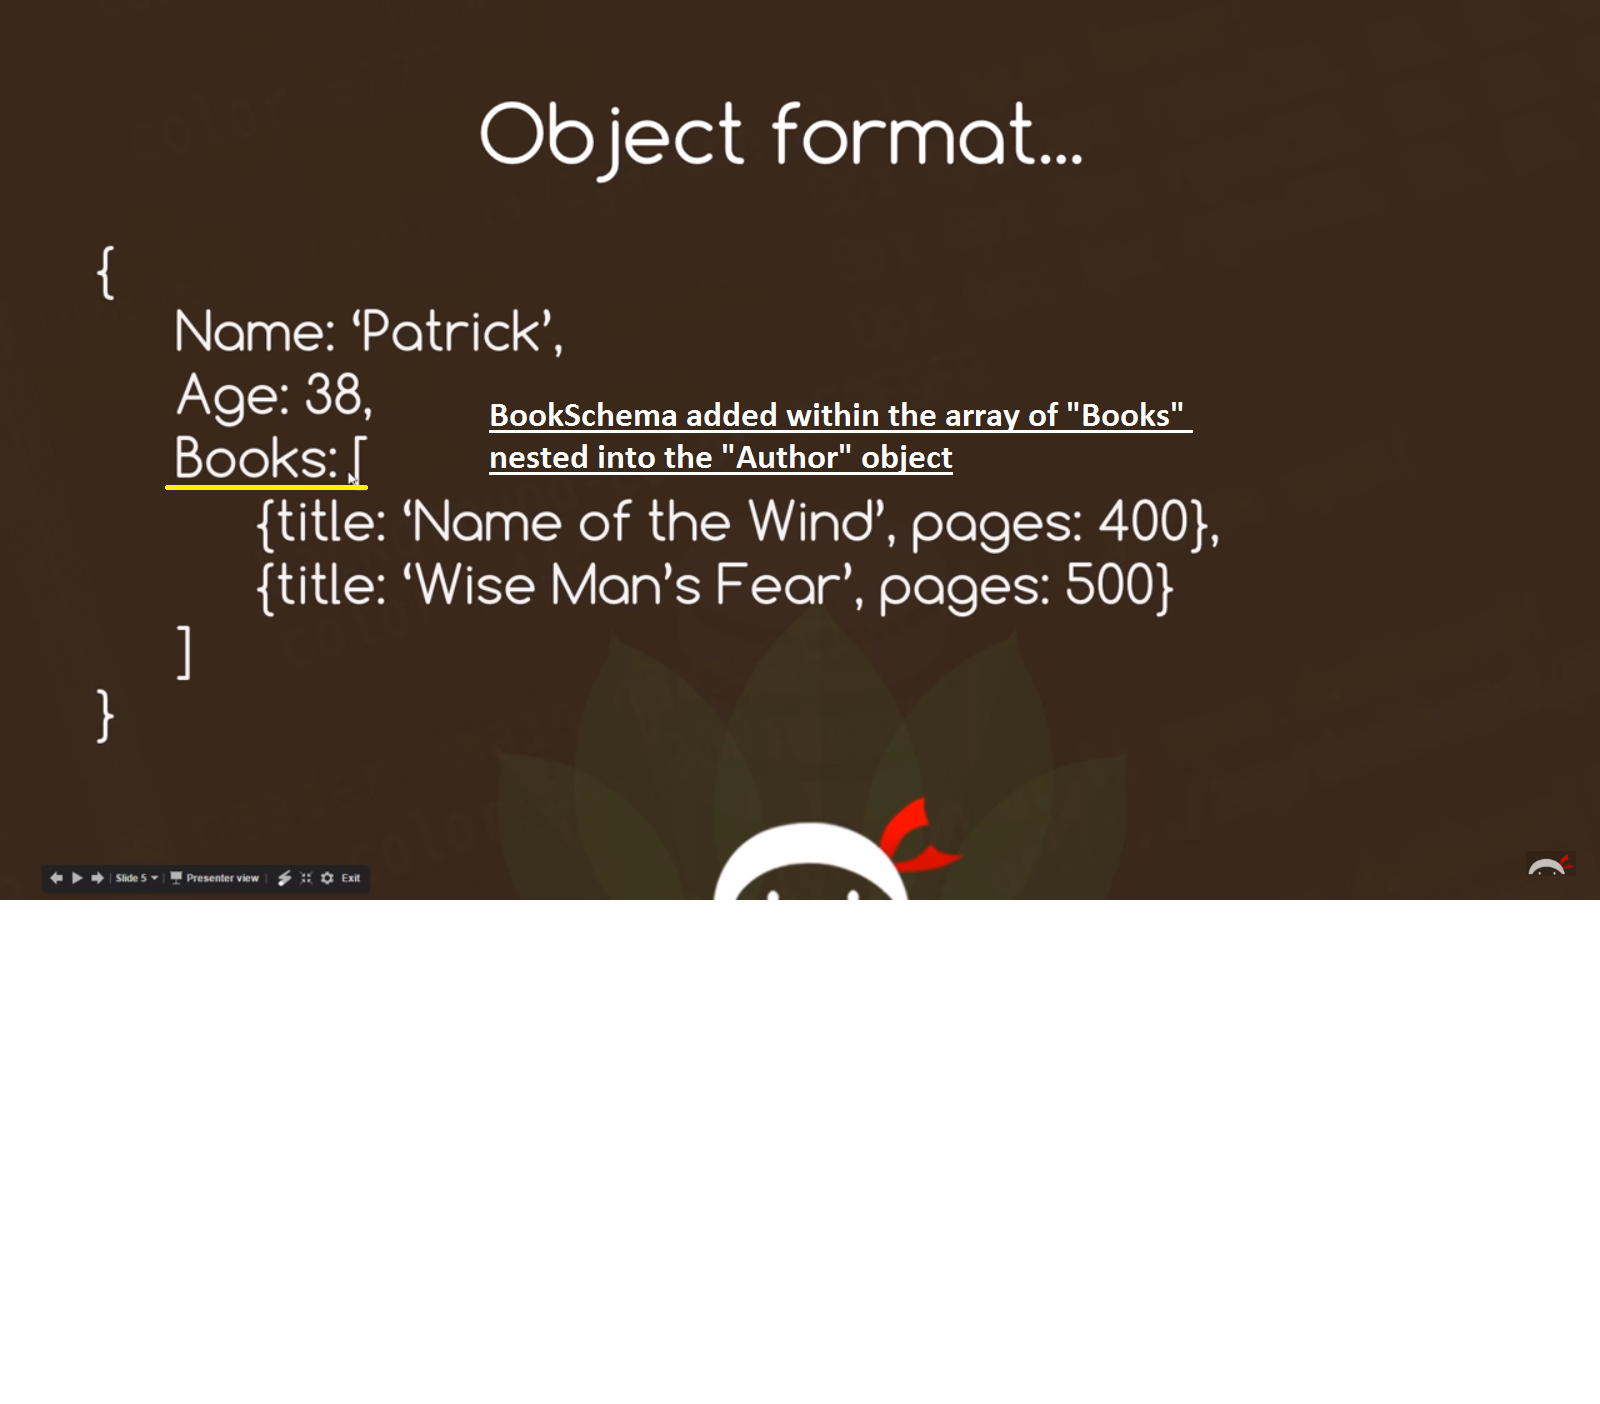 Object format...
{
Name: ‘Patrick’,
Age: 38,
BookSchema added within the array of "Books"
nested into the "Author" object
Books: [
{title: ‘Name of the Wind’, pages: 400},
{title: ‘Wise Man’s Fear’, pages: 500}
]
}
Slide 5 Presenter view Exit